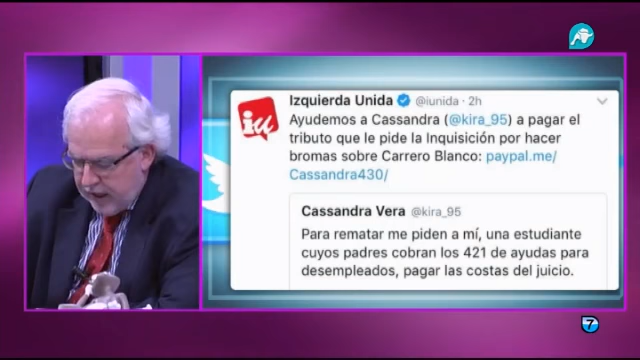 Izquierda Unida @iunida · 2h
Ayudemos a Cassandra (@kira_95) a pagar el
tributo que le pide la Inquisición por hacer
bromas sobre Carrero Blanco: paypal.me/
Cassandra430/
iu
Cassandra Vera @kira_95
Para rematar me piden a mí, una estudiante
cuyos padres cobran los 421 de ayudas para
desempleados, pagar las costas del juicio.
7